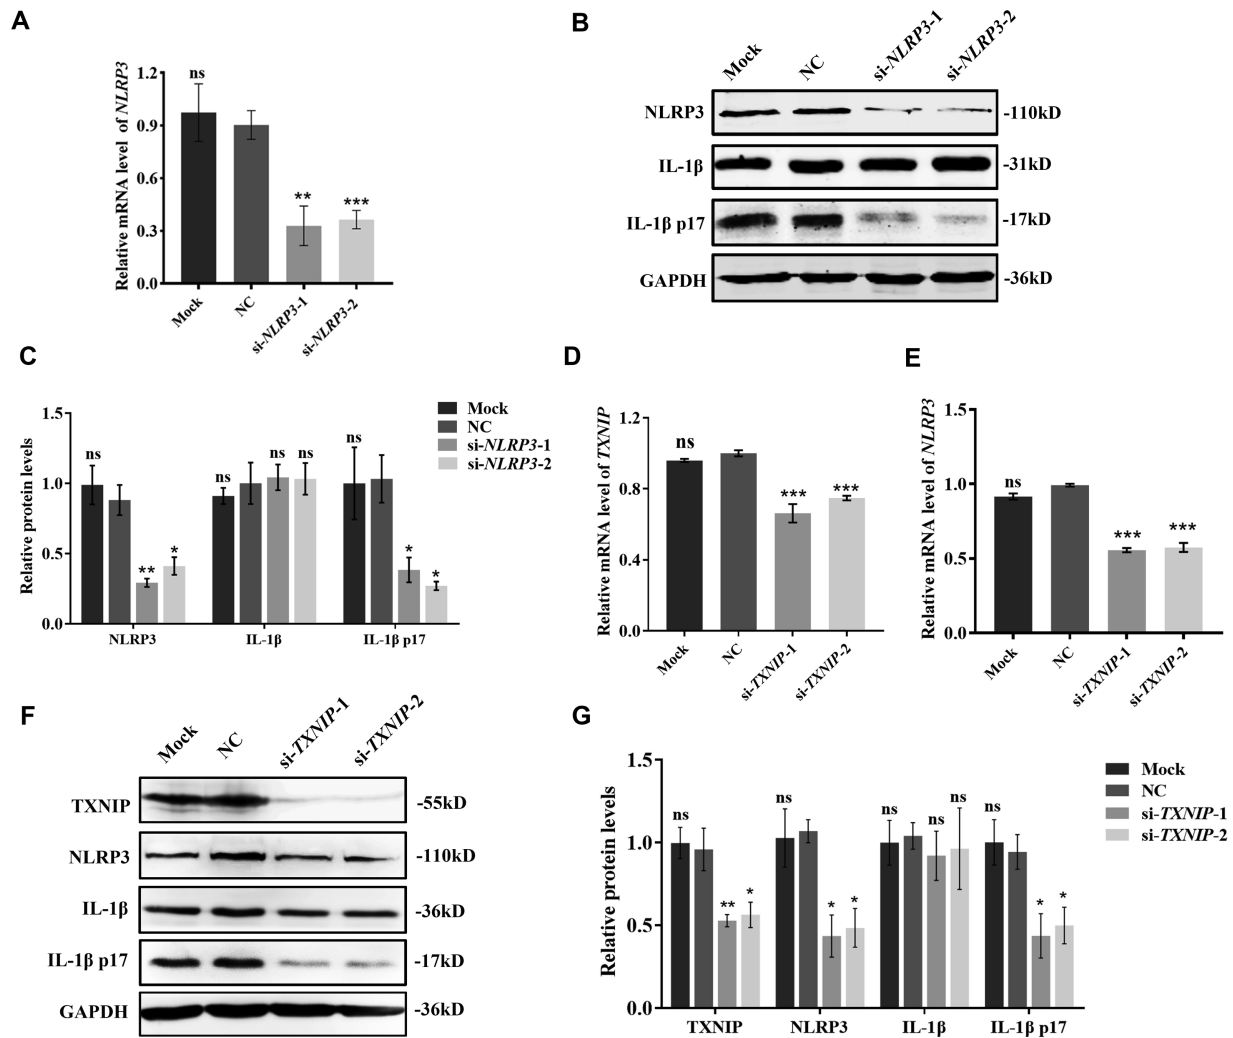 A
Relative mRNA level of NLRP3
1.2
0.9
0.6
0.3
0.0
ns
**
***
Mock
NC
si-NLRP3-1
si-NLRP3-2
B
Mock
NC
si-NLRP3-1
si-NLRP3-2
NLRP3
-110kD
IL-1β
-31kD
IL-1β p17
-17kD
GAPDH
-36kD
C
Relative protein levels
1.5
1.0
0.5
0.0
ns
**
*
ns
ns
ns
ns
*
*
NLRP3
IL-1β
IL-1β p17
Mock
NC
si-NLRP3-1
si-NLRP3-2
D
Relative mRNA level of TXNIP
1.2
0.8
0.4
0.0
ns
***
***
Mock
NC
si-TXNIP-1
si-TXNIP-2
E
Relative mRNA level of NLRP3
1.5
1.0
0.5
0.0
ns
***
***
Mock
NC
si-TXNIP-1
si-TXNIP-2
F
Mock
NC
si-TXNIP-1
si-TXNIP-2
TXNIP
-55kD
NLRP3
-110kD
IL-1β
-36kD
IL-1β p17
-17kD
GAPDH
-36kD
G
Relative protein levels
1.5
1.0
0.5
0.0
ns
**
*
ns
*
*
ns
ns
ns
ns
*
*
TXNIP
NLRP3
IL-1β
IL-1β p17
Mock
NC
si-TXNIP-1
si-TXNIP-2